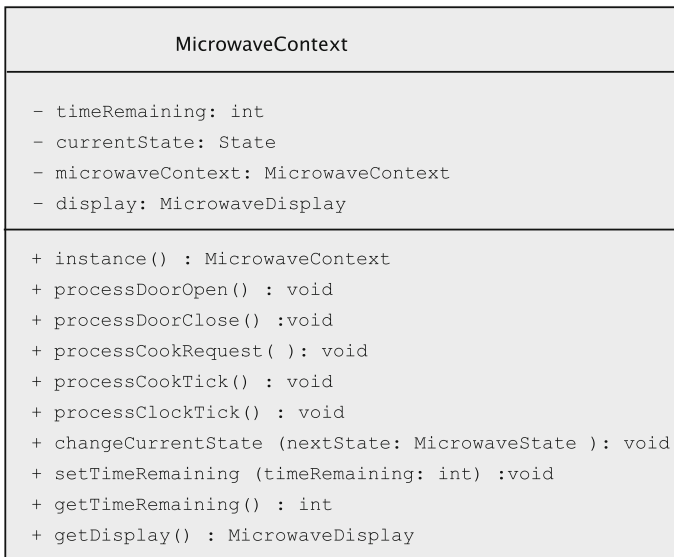 MicrowaveContext
- timeRemaining: int
- currentState: State
- microwaveContext: MicrowaveContext
- display: MicrowaveDisplay
+ instance() : MicrowaveContext
+ processDoorOpen() : void
+ processDoorClose() :void
+ processCookRequest( ): void
+ processCookTick() : void
+ processClockTick() : void
+ changeCurrentState (nextState: MicrowaveState ): void
+ setTimeRemaining (timeRemaining: int) :void
+ getTimeRemaining() : int
+ getDisplay() : MicrowaveDisplay